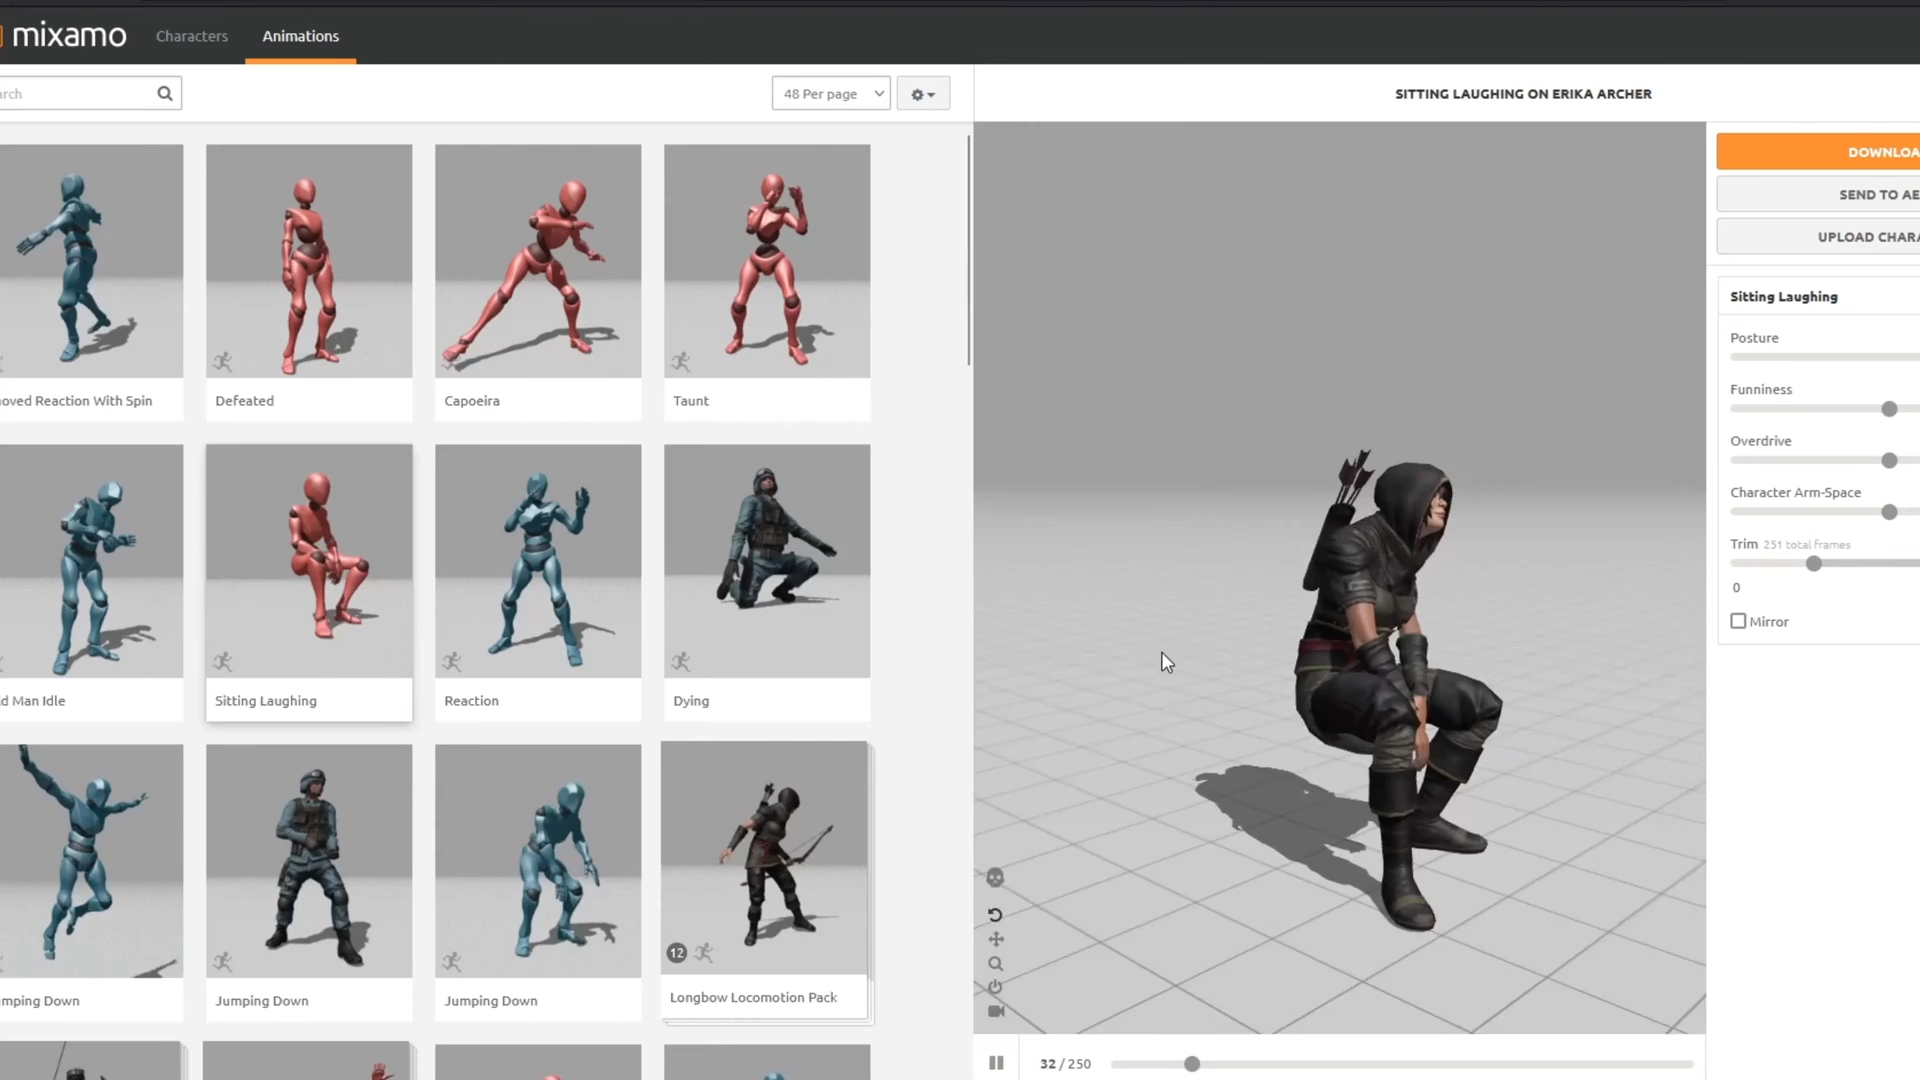 mixamo
Characters
Animations
arch
48 Per page
SITTING LAUGHING ON ERIKA ARCHER
DOWNLOA
SEND TO AE
UPLOAD CHARA
oved Reaction With Spin
Defeated
Capoeira
Taunt
Sitting Laughing
Posture
Funniness
Overdrive
Character Arm-Space
Trim 251 total frames
0
Mirror
d Man Idle
Sitting Laughing
Reaction
Dying
mping Down
Jumping Down
Jumping Down
12
Longbow Locomotion Pack
32 / 250